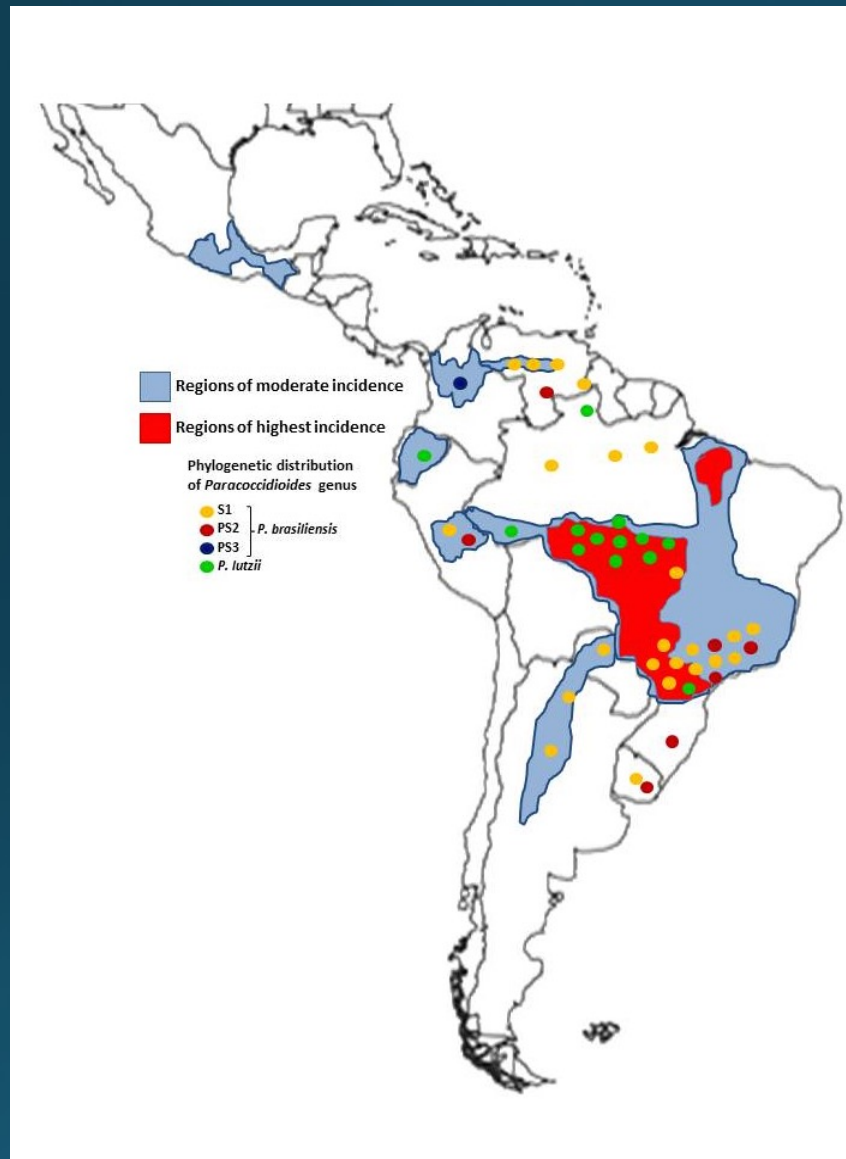 Regions of moderate incidence
Regions of highest incidence
Phylogenetic distribution
of Paracoccidioides genus
S1
PS2
P. brasiliensis
PS3
P. lutzii